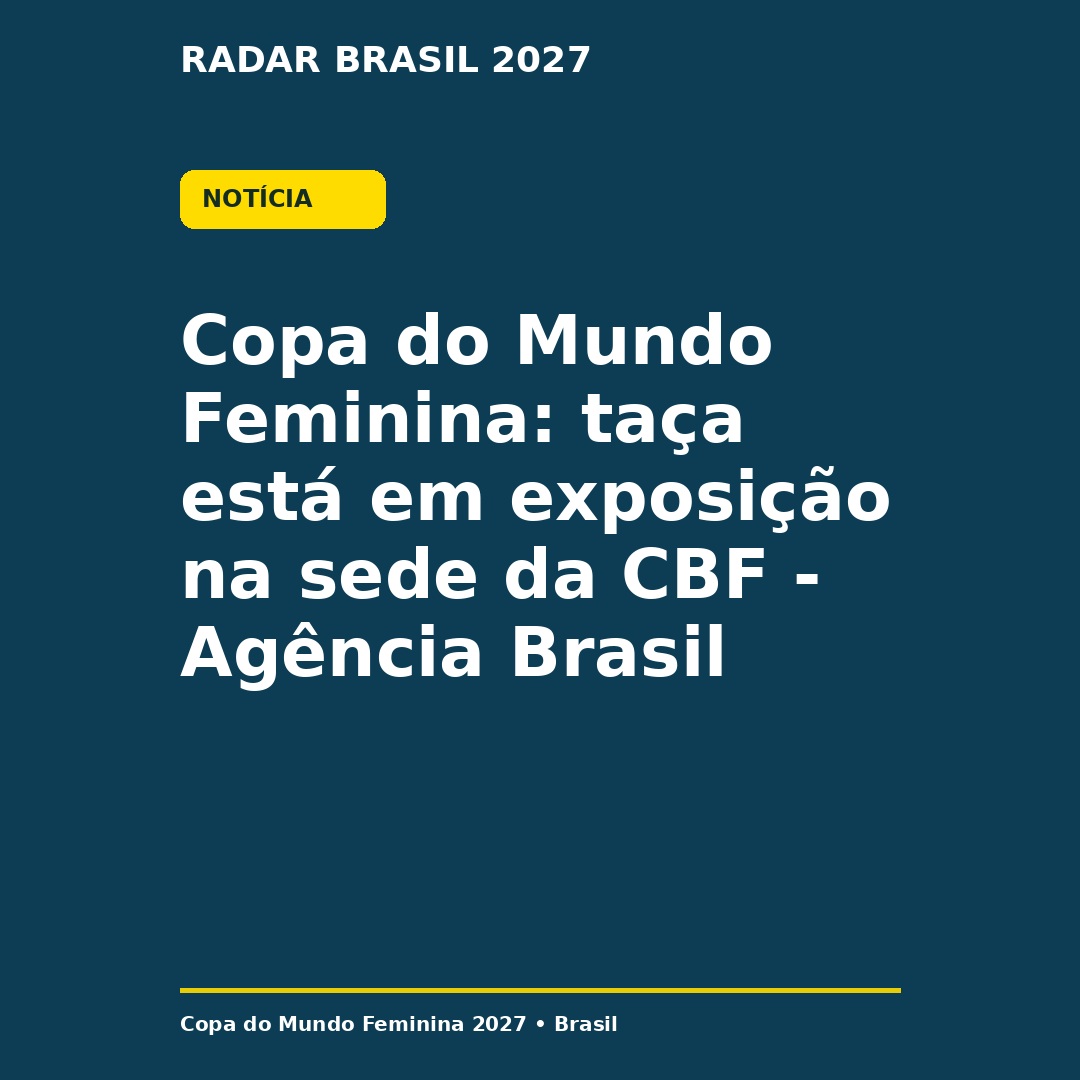 RADAR BRASIL 2027
NOTÍCIA
Copa do Mundo
Feminina: taça
está em exposição
na sede da CBF -
Agência Brasil
Copa do Mundo Feminina 2027 • Brasil